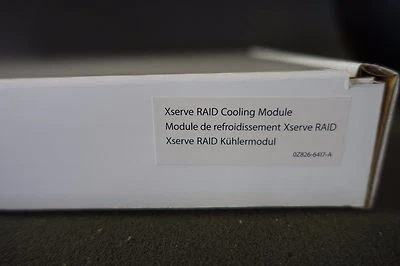 Xserve RAID Cooling Module
Module de refroidissement Xserve RAID
Xserve RAID Kühlermodul
0Z826-6417-A